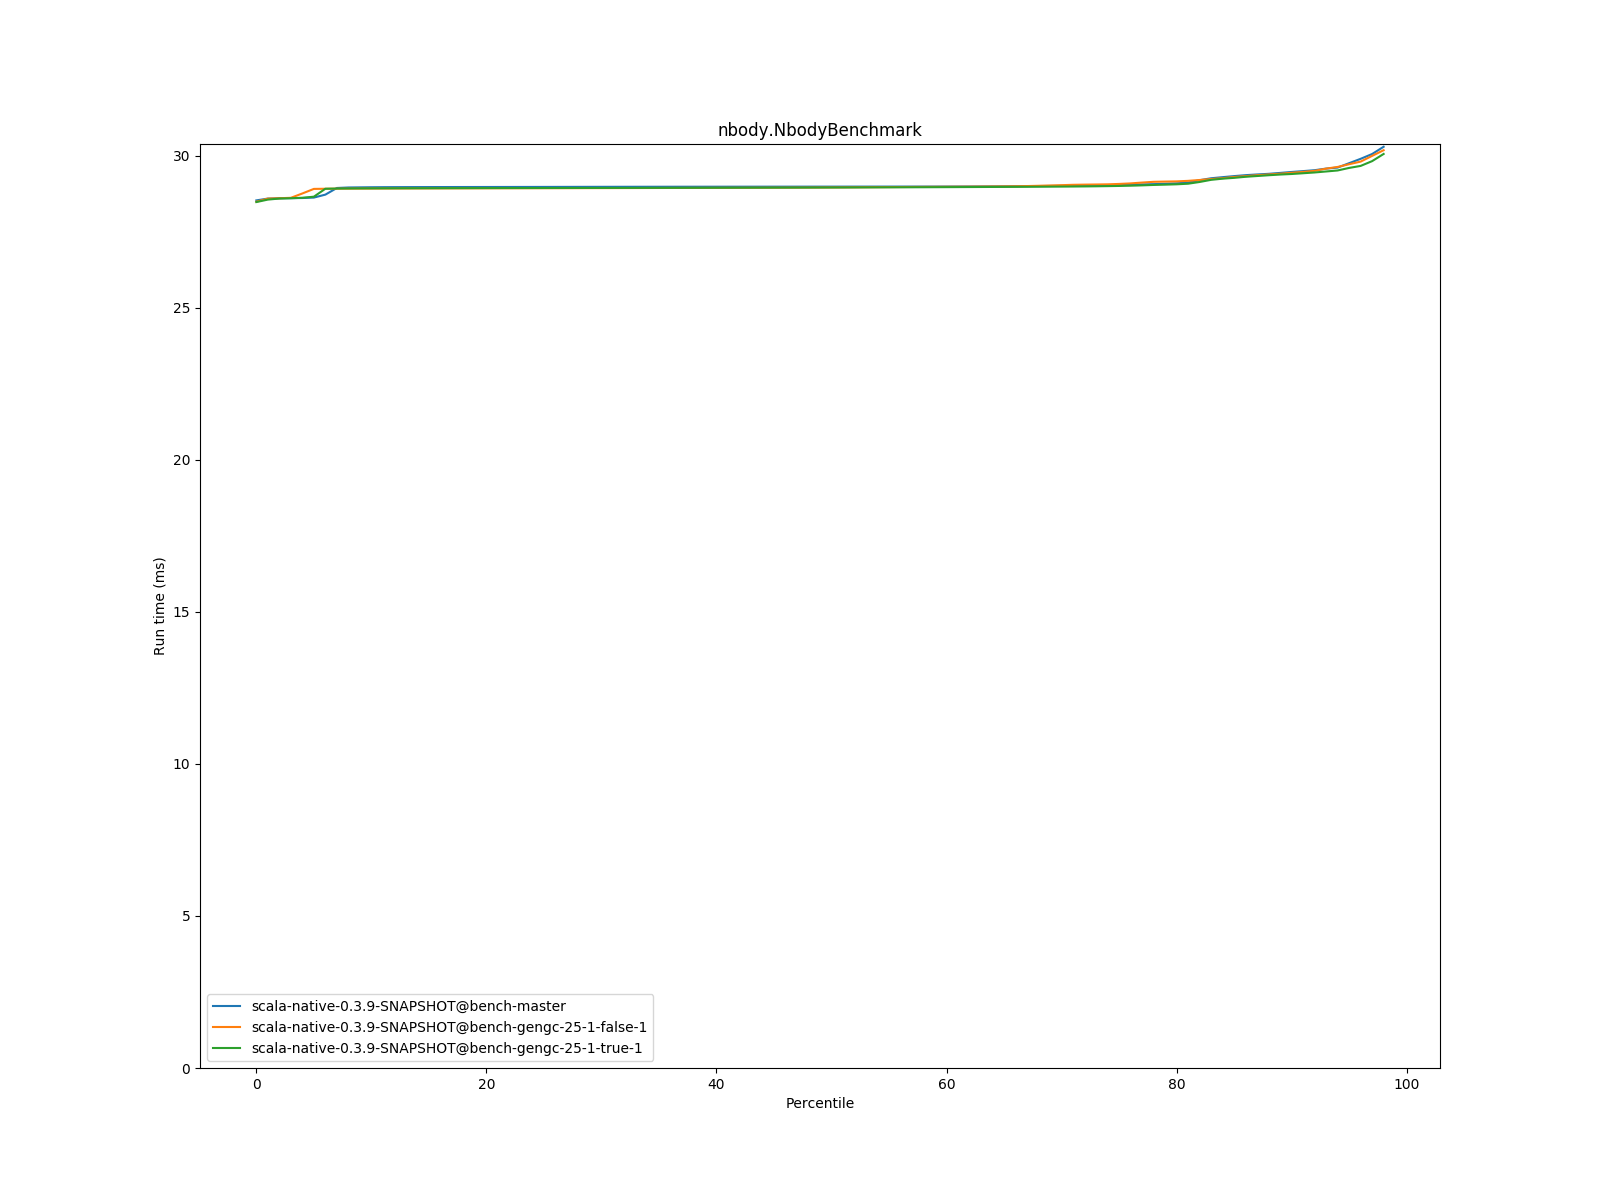 nbody.NbodyBenchmark
30
25
20
15
10
5
0
Run time (ms)
scala-native-0.3.9-SNAPSHOT@bench-master
scala-native-0.3.9-SNAPSHOT@bench-gengc-25-1-false-1
scala-native-0.3.9-SNAPSHOT@bench-gengc-25-1-true-1
0 20 40 60 80 100
Percentile